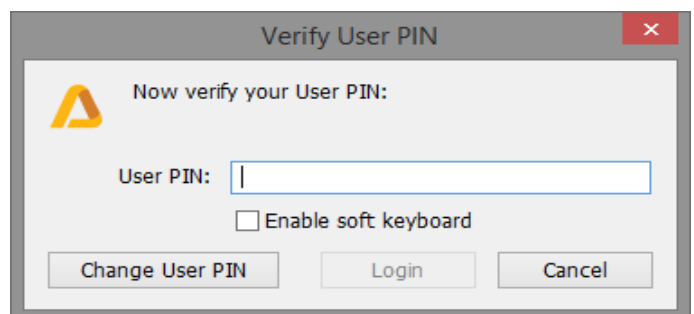 Verify User PIN
Now verify your User PIN:
User PIN:
Enable soft keyboard
Change User PIN Login Cancel